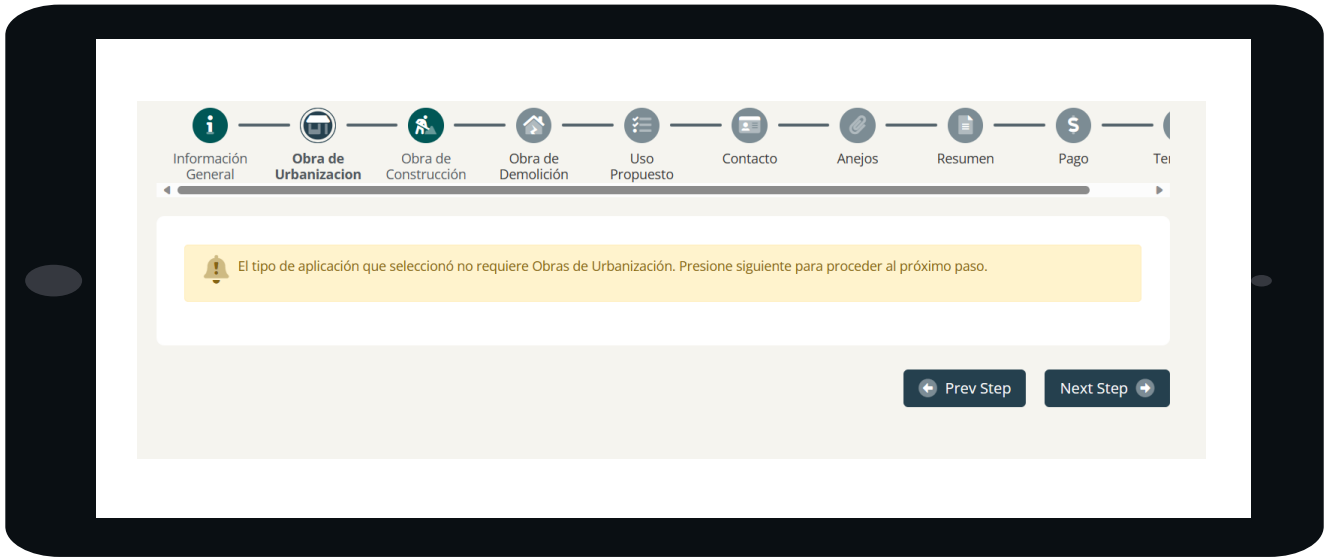 Información General
Obra de Urbanizacion
Obra de Construcción
Obra de Demolición
Uso Propuesto
Contacto
Anejos
Resumen
Pago
El tipo de aplicación que seleccionó no requiere Obras de Urbanización. Presione siguiente para proceder al próximo paso.
Prev Step
Next Step